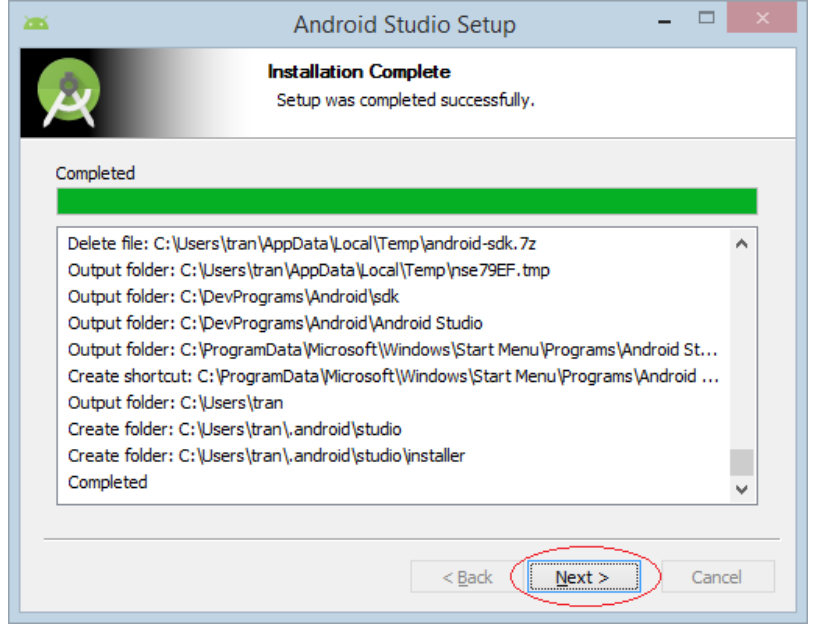 Android Studio Setup
Installation Complete
Setup was completed successfully.
Completed
Delete file: C:\Users\tran\AppData\Local\Temp\android-sdk.7z
Output folder: C:\Users\tran\AppData\Local\Temp\nse79EF.tmp
Output folder: C:\DevPrograms\Android\sdk
Output folder: C:\DevPrograms\Android\Android Studio
Output folder: C:\ProgramData\Microsoft\Windows\Start Menu\Programs\Android St...
Create shortcut: C:\ProgramData\Microsoft\Windows\Start Menu\Programs\Android ...
Output folder: C:\Users\tran
Create folder: C:\Users\tran\.android\studio
Create folder: C:\Users\tran\.android\studio\installer
Completed
< Back Next > Cancel